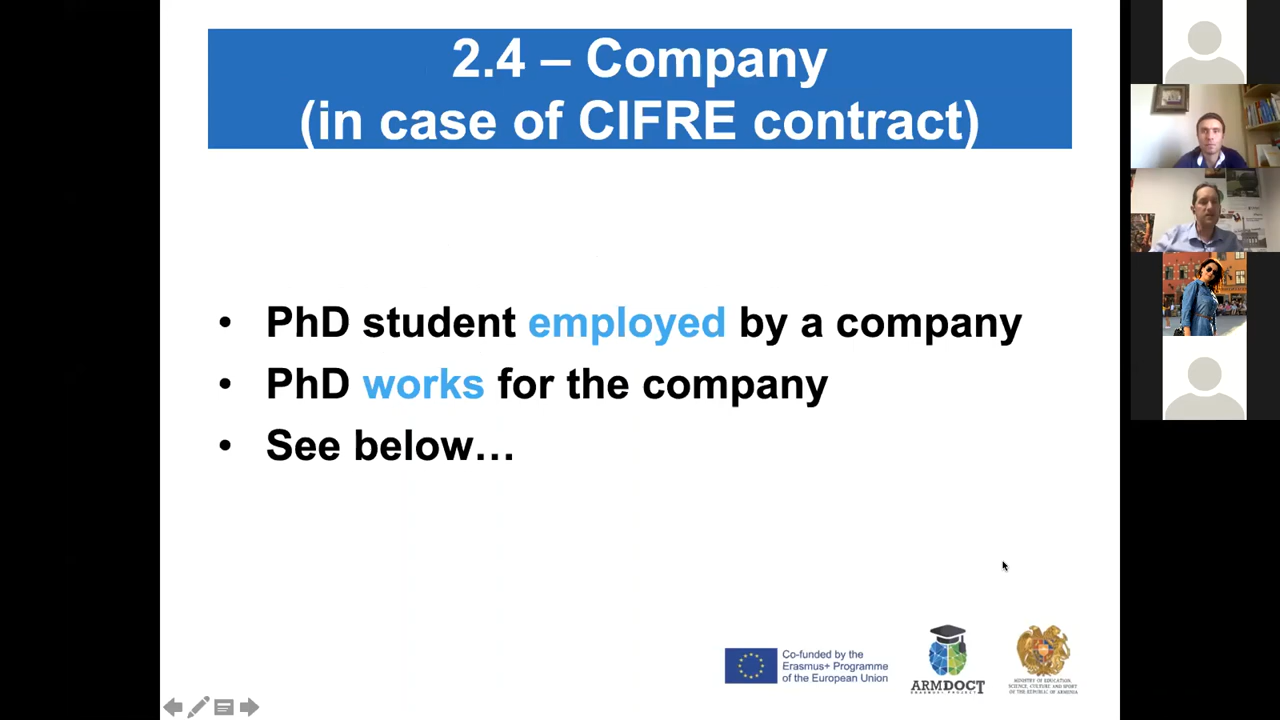 2.4 – Company
(in case of CIFRE contract)
• PhD student employed by a company
• PhD works for the company
• See below…
Co-funded by the
Erasmus+ Programme
of the European Union
ARMDOCT
ERASMUS+ PROJECT
MINISTRY OF EDUCATION,
SCIENCE, CULTURE AND SPORT
OF THE REPUBLIC OF ARMENIA